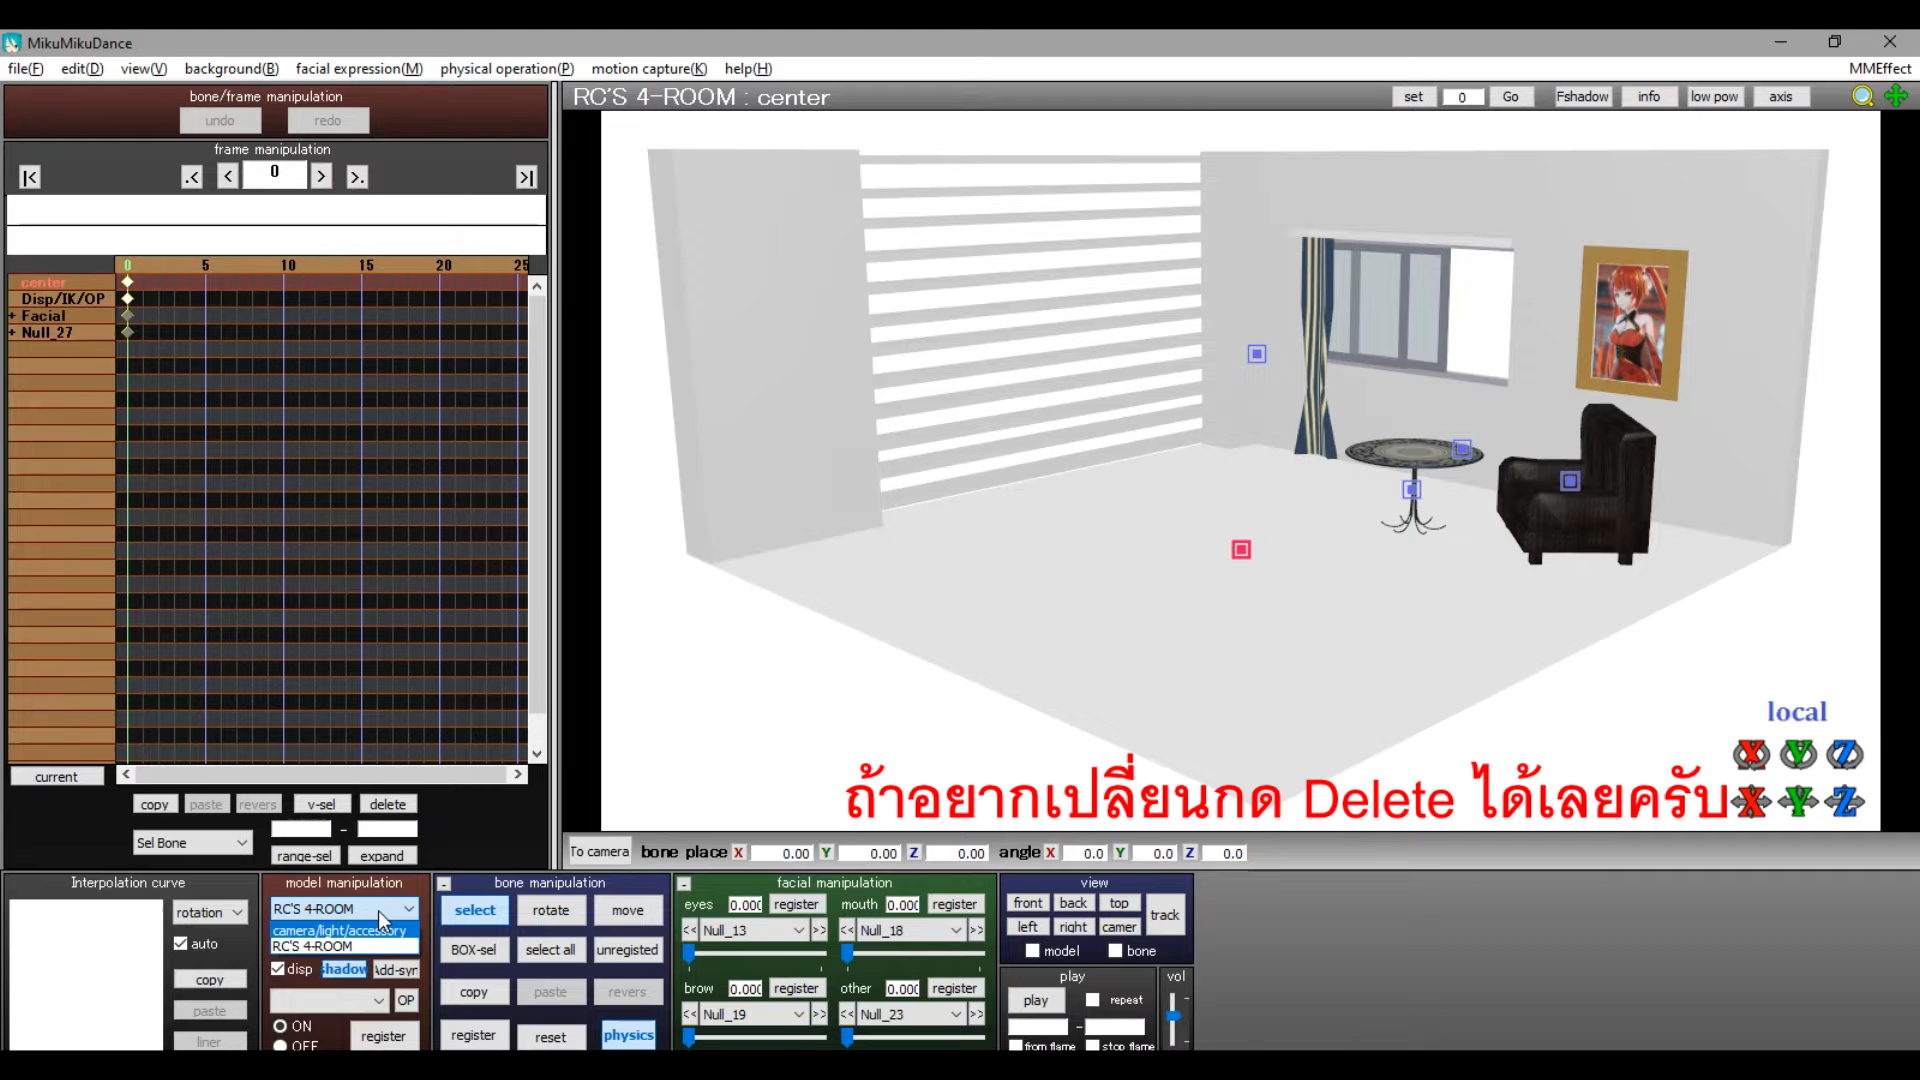 MikuMikuDance
file(F) edit(D) view(V) background(B) facial expression(M) physical operation(P) motion capture(K) help(H) MMEffect
bone/frame manipulation
undo redo
frame manipulation
|< .< < 0 > >. >|
RC'S 4-ROOM : center
set 0 Go Fshadow info low pow axis
0 5 10 15 20 25
center
Disp/IK/OP
+ Facial
+ Null_27
current
copy paste revers v-sel delete
Sel Bone -
range-sel expand
local
X Y Z
X Y Z
ถ้าอยากเปลี่ยนกด Delete ได้เลยครับ
To camera bone place X 0.00 Y 0.00 Z 0.00 angle X 0.0 Y 0.0 Z 0.0
Interpolation curve
rotation
auto
copy
paste
liner
model manipulation
RC'S 4-ROOM
camera/light/accessory
RC'S 4-ROOM
disp shadow Add-syn
OP
ON
OFF
register
- bone manipulation
select rotate move
BOX-sel select all unregisted
copy paste revers
register reset physics
- facial manipulation
eyes 0.000 register mouth 0.000 register
<< Null_13 >> << Null_18 >>
brow 0.000 register other 0.000 register
<< Null_19 >> << Null_23 >>
view
front back top
left right camer
track
model bone
play
play repeat
-
from flame stop flame
vol